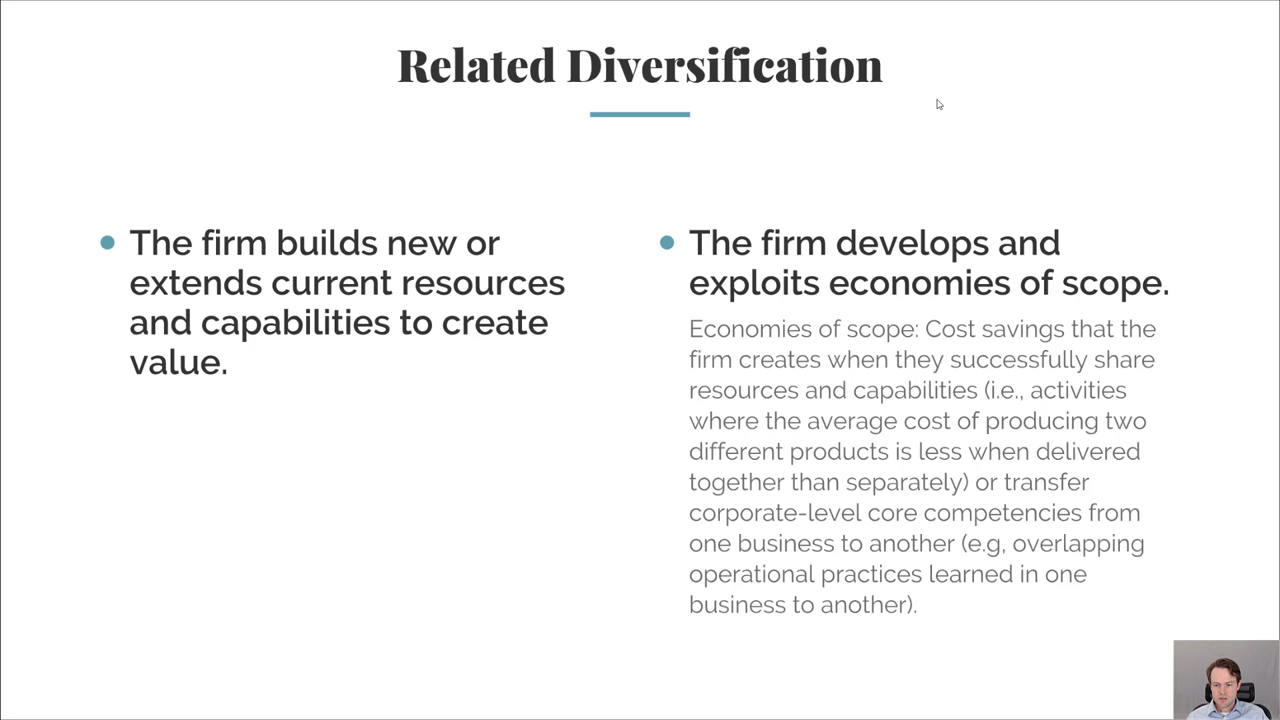 Related Diversification
The firm builds new or
extends current resources
and capabilities to create
value.
The firm develops and
exploits economies of scope.
Economies of scope: Cost savings that the
firm creates when they successfully share
resources and capabilities (i.e., activities
where the average cost of producing two
different products is less when delivered
together than separately) or transfer
corporate-level core competencies from
one business to another (e.g, overlapping
operational practices learned in one
business to another).